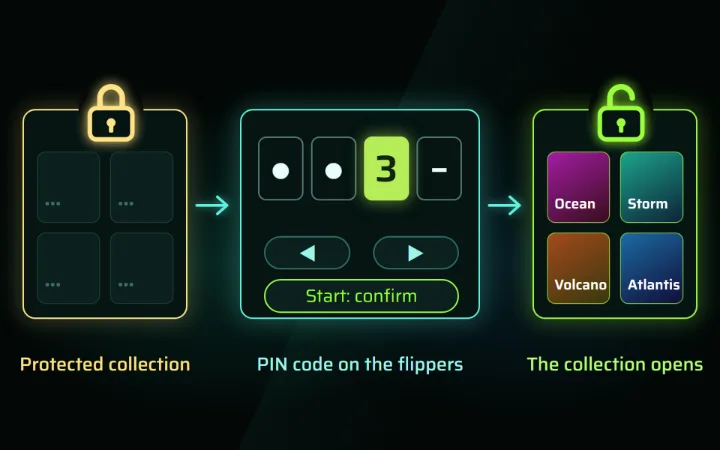 ...
...
...
...
Protected collection
3 -
Start: confirm
PIN code on the flippers
Ocean
Storm
Volcano
Atlantis
The collection opens